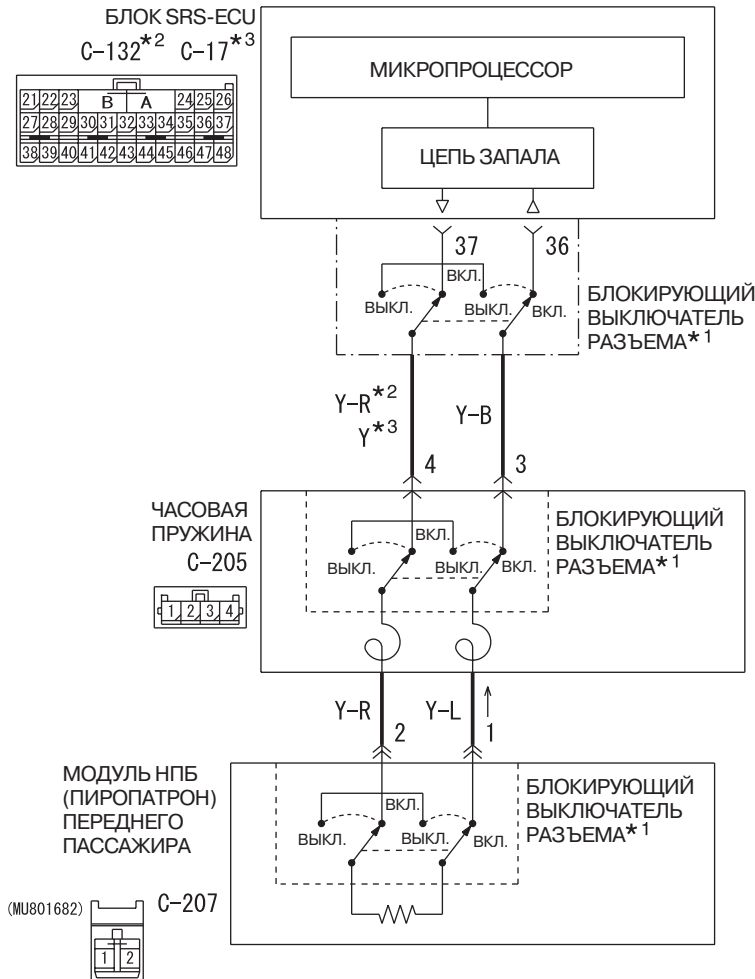 БЛОК SRS-ECU
C-132*2 C-17*3
21 22 23 B A 24 25 26
27 28 29 30 31 32 33 34 35 36 37
38 39 40 41 42 43 44 45 46 47 48
МИКРОПРОЦЕССОР
ЦЕПЬ ЗАПАЛА
37 36
ВКЛ.
ВЫКЛ. ВЫКЛ. ВКЛ.
БЛОКИРУЮЩИЙ
ВЫКЛЮЧАТЕЛЬ
РАЗЪЕМА*1
Y-R*2
Y*3
Y-B
4 3
ЧАСОВАЯ
ПРУЖИНА
C-205
1 2 3 4
ВКЛ.
ВЫКЛ. ВЫКЛ. ВКЛ.
БЛОКИРУЮЩИЙ
ВЫКЛЮЧАТЕЛЬ
РАЗЪЕМА*1
Y-R Y-L
2 1
МОДУЛЬ НПБ
(ПИРОПАТРОН)
ПЕРЕДНЕГО
ПАССАЖИРА
ВКЛ.
ВЫКЛ. ВЫКЛ. ВКЛ.
БЛОКИРУЮЩИЙ
ВЫКЛЮЧАТЕЛЬ
РАЗЪЕМА*1
(MU801682) C-207
1 2